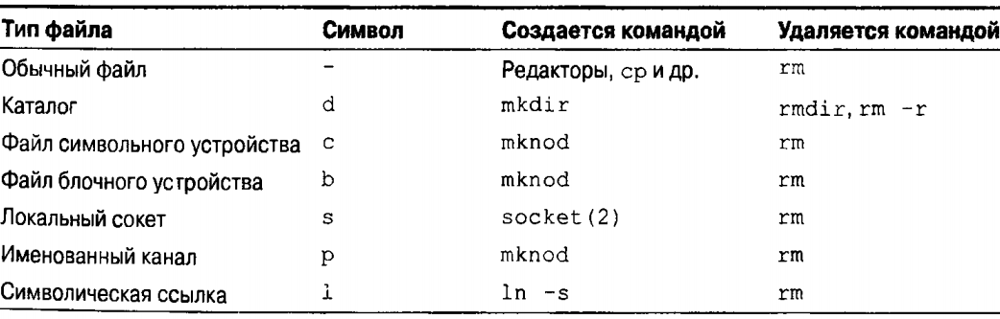 Тип файла Символ Создается командой Удаляется командой
Обычный файл - Редакторы, cp и др. rm
Каталог d mkdir rmdir, rm -r
Файл символьного устройства c mknod rm
Файл блочного устройства b mknod rm
Локальный сокет s socket(2) rm
Именованный канал p mknod rm
Символическая ссылка l ln -s rm